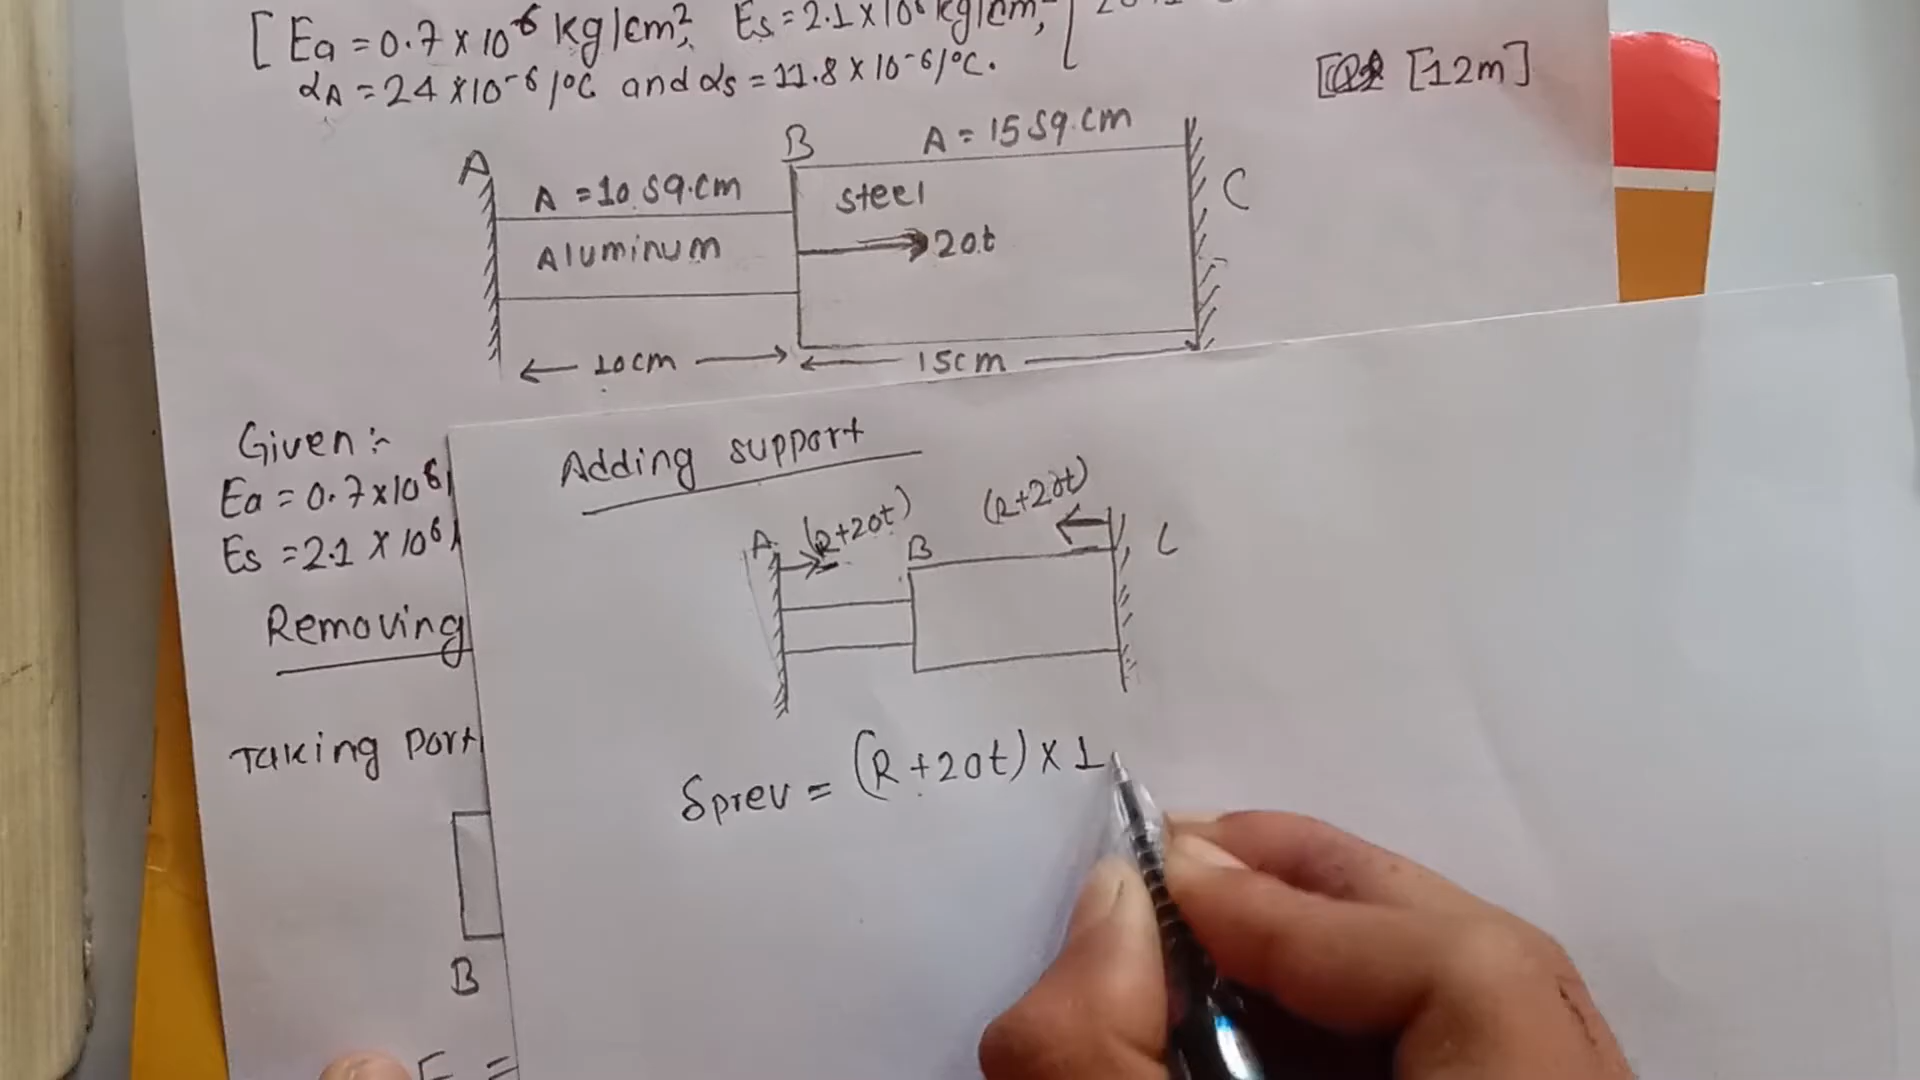 [Ea = 0.7 × 10⁶ kg/cm², Es = 2.1 × 10⁶ kg/cm²,
αA = 24 × 10⁻⁶/°C and αs = 11.8 × 10⁻⁶/°C.
[12m]
A
B
A = 15 sq.cm
A = 10 sq.cm
steel
C
Aluminum
20t
10cm
15cm
Given :-
Ea = 0.7×10⁶
Es = 2.1 × 10⁶
Removing
Taking Port
B
Adding support
A
(R+20t)
B
(R+20t)
C
δprev = (R+20t) × 1